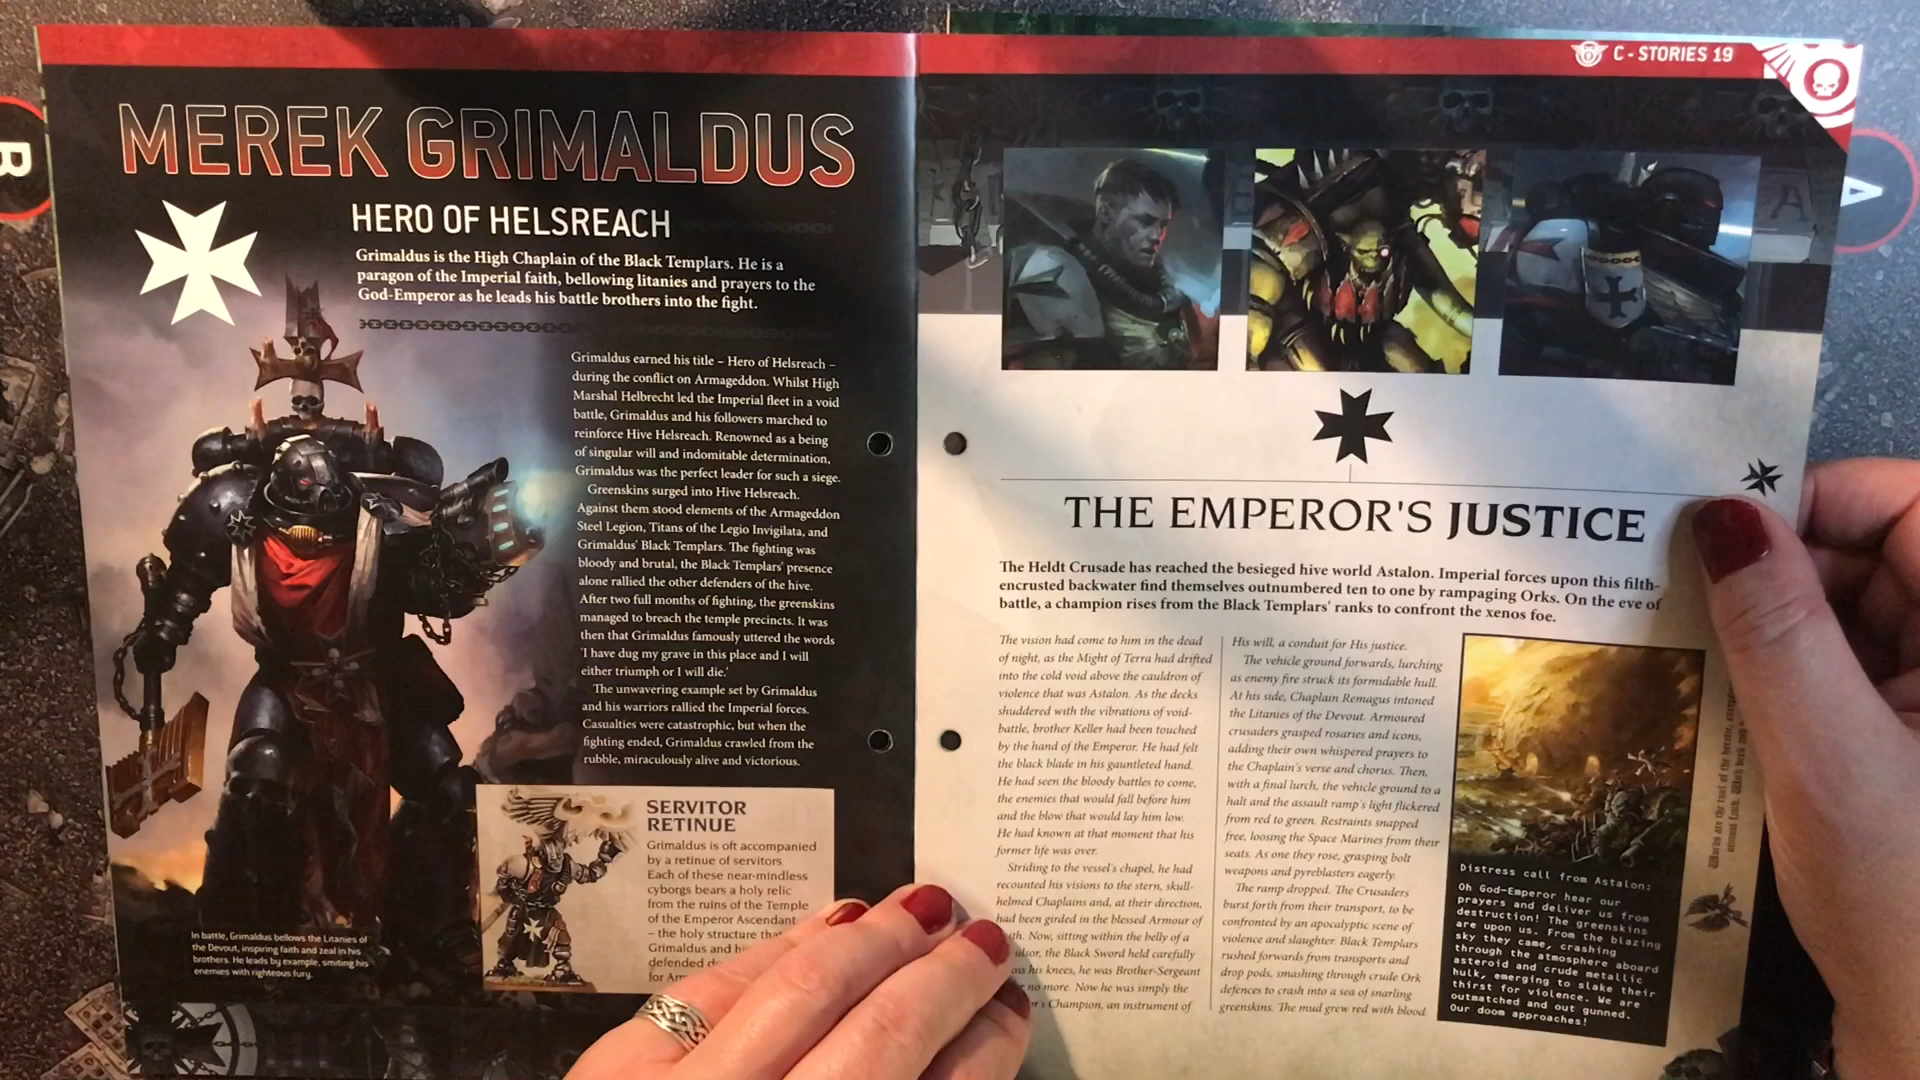 MEREK GRIMALDUS
HERO OF HELSREACH
Grimaldus is the High Chaplain of the Black Templars. He is a
paragon of the Imperial faith, bellowing litanies and prayers to the
God-Emperor as he leads his battle brothers into the fight.
Grimaldus earned his title – Hero of Helsreach –
during the conflict on Armageddon. Whilst High
Marshal Helbrecht led the Imperial fleet in a void
battle, Grimaldus and his followers marched to
reinforce Hive Helsreach. Renowned as a being
of singular will and indomitable determination,
Grimaldus was the perfect leader for such a siege.
Greenskins surged into Hive Helsreach.
Against them stood elements of the Armageddon
Steel Legion, Titans of the Legio Invigilata, and
Grimaldus' Black Templars. The fighting was
bloody and brutal, the Black Templars' presence
alone rallied the other defenders of the hive.
After two full months of fighting, the greenskins
managed to breach the temple precincts. It was
then that Grimaldus famously uttered the words
'I have dug my grave in this place and I will
either triumph or I will die.'
The unwavering example set by Grimaldus
and his warriors rallied the Imperial forces.
Casualties were catastrophic, but when the
fighting ended, Grimaldus crawled from the
rubble, miraculously alive and victorious.
In battle, Grimaldus bellows the Litanies of
the Devout, inspiring faith and zeal in his
brothers. He leads by example, smiting his
enemies with righteous fury.
SERVITOR
RETINUE
Grimaldus is oft accompanied
by a retinue of servitors
Each of these near-mindless
cyborgs bears a holy relic
from the ruins of the Temple
of the Emperor Ascendant
– the holy structure that
Grimaldus and
defended
for
C - STORIES 19
THE EMPEROR'S JUSTICE
The Heldt Crusade has reached the besieged hive world Astalon. Imperial forces upon this filth-
encrusted backwater find themselves outnumbered ten to one by rampaging Orks. On the eve of
battle, a champion rises from the Black Templars' ranks to confront the xenos foe.
The vision had come to him in the dead
of night, as the Might of Terra had drifted
into the cold void above the cauldron of
violence that was Astalon. As the decks
shuddered with the vibrations of void-
battle, brother Keller had been touched
by the hand of the Emperor. He had felt
the black blade in his gauntleted hand.
He had seen the bloody battles to come,
the enemies that would fall before him
and the blow that would lay him low.
He had known at that moment that his
former life was over.
Striding to the vessel's chapel, he had
recounted his visions to the stern, skull-
helmed Chaplains and, at their direction,
had been girded in the blessed Armour of
Now, sitting within the belly of a
the Black Sword held carefully
his knees, he was Brother-Sergeant
no more. Now he was simply the
Champion, an instrument of
His will, a conduit for His justice.
The vehicle ground forwards, lurching
as enemy fire struck its formidable hull.
At his side, Chaplain Remagus intoned
the Litanies of the Devout. Armoured
crusaders grasped rosaries and icons,
adding their own whispered prayers to
the Chaplain's verse and chorus. Then,
with a final lurch, the vehicle ground to a
halt and the assault ramp's light flickered
from red to green. Restraints snapped
free, loosing the Space Marines from their
seats. As one they rose, grasping bolt
weapons and pyreblasters eagerly.
The ramp dropped. The Crusaders
burst forth from their transport, to be
confronted by an apocalyptic scene of
violence and slaughter. Black Templars
rushed forwards from transports and
drop pods, smashing through crude Ork
defences to crash into a sea of snarling
greenskins. The mud grew red with blood
Distress call from Astalon:
Oh God-Emperor hear our
prayers and deliver us from
destruction! The greenskins
are upon us. From the blazing
sky they came, crashing
through the atmosphere aboard
asteroid and crude metallic
hulk, emerging to slake their
thirst for violence. We are
outmatched and out gunned.
Our doom approaches!
B
A